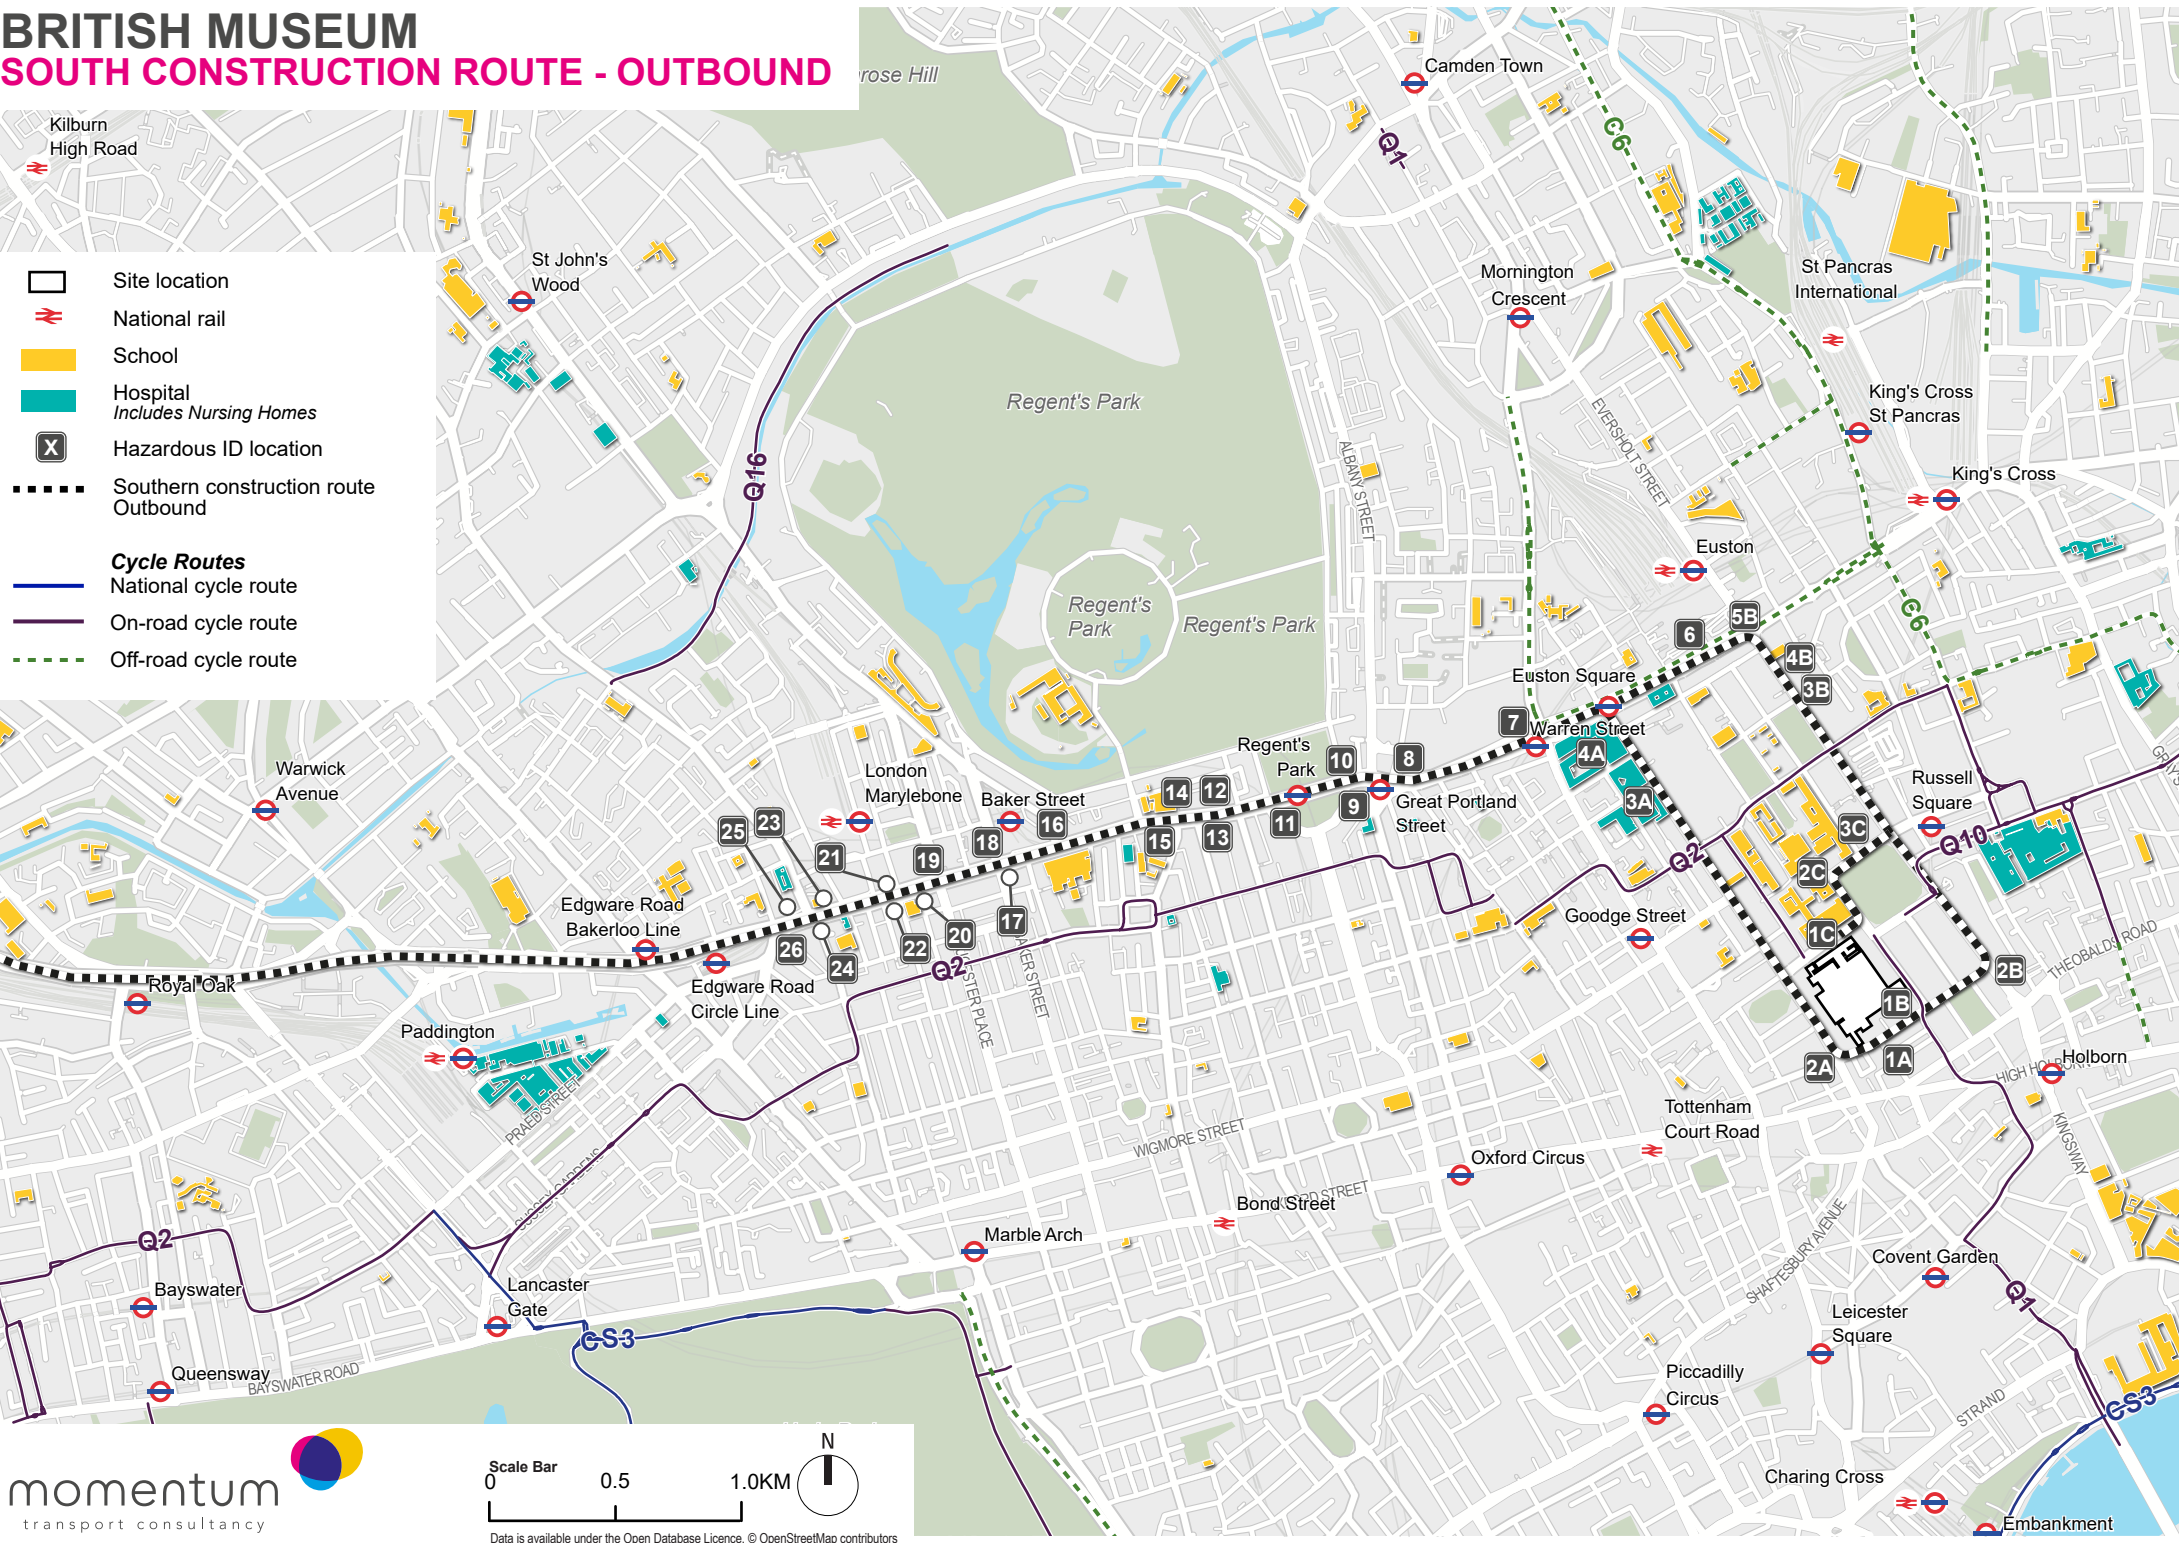 BRITISH MUSEUM
SOUTH CONSTRUCTION ROUTE - OUTBOUND
rose Hill
Camden Town
Kilburn
High Road
Q1
C6
St John's
Wood
Mornington
Crescent
St Pancras
International
Site location
National rail
School
Hospital
Includes Nursing Homes
X
Hazardous ID location
Southern construction route
Outbound
Cycle Routes
National cycle route
On-road cycle route
Off-road cycle route
Regent's Park
King's Cross
St Pancras
EVERSHOLT STREET
ALBANY STREET
Q16
King's Cross
Euston
Regent's
Park
Regent's Park
C6
5B
6
4B
3B
Euston Square
7
Warren Street
4A
Regent's
Park
10
8
Warwick
Avenue
London
Marylebone
Baker Street
14
12
9
Great Portland
Street
3A
Russell
Square
25
23
16
11
13
15
18
21
19
3C
Q10
Q2
2C
Edgware Road
Bakerloo Line
17
20
22
26
24
Goodge Street
1C
Q2
BAKER STREET
THEOBALDS ROAD
2B
Royal Oak
Edgware Road
Circle Line
1B
Paddington
2A
1A
HIGH HOLBORN
Holborn
PRAED STREET
Tottenham
Court Road
KINGSWAY
WIGMORE STREET
Oxford Circus
SUSSEX GARDENS
Bond Street
Marble Arch
SHAFTESBURY AVENUE
Covent Garden
Q2
Bayswater
Lancaster
Gate
CS3
Q1
Leicester
Square
Queensway
BAYSWATER ROAD
Piccadilly
Circus
STRAND
CS3
Charing Cross
Embankment
momentum
transport consultancy
Scale Bar
0
0.5
1.0KM
N
Data is available under the Open Database Licence. © OpenStreetMap contributors